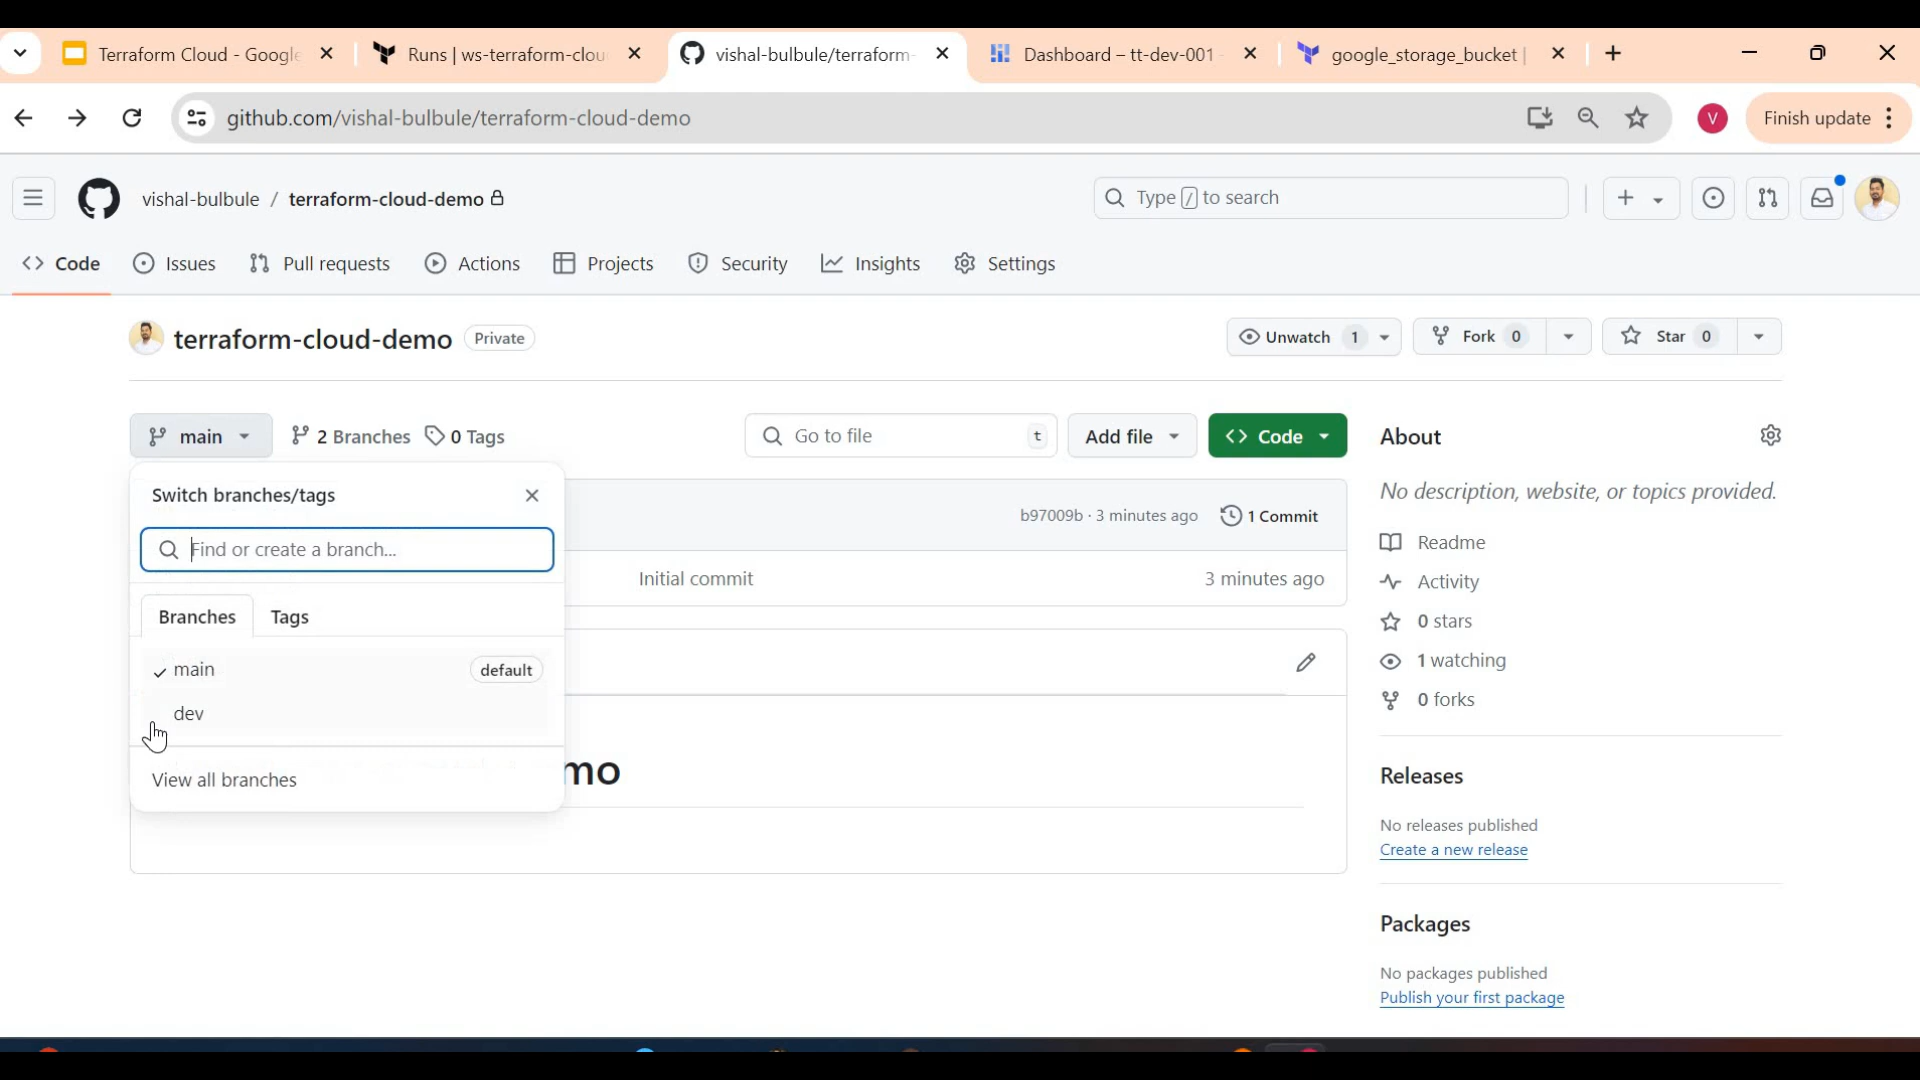 Terraform Cloud - Google
Runs | ws-terraform-clou
vishal-bulbule/terraform-
Dashboard – tt-dev-001 -
google_storage_bucket |
github.com/vishal-bulbule/terraform-cloud-demo
V
Finish update
vishal-bulbule / terraform-cloud-demo
Type / to search
Code
Issues
Pull requests
Actions
Projects
Security
Insights
Settings
terraform-cloud-demo
Private
Unwatch 1
Fork 0
Star 0
main
2 Branches
0 Tags
Go to file
t
Add file
Code
Switch branches/tags
Find or create a branch...
Branches
Tags
main
default
dev
View all branches
b97009b · 3 minutes ago
1 Commit
Initial commit
3 minutes ago
mo
About
No description, website, or topics provided.
Readme
Activity
0 stars
1 watching
0 forks
Releases
No releases published
Create a new release
Packages
No packages published
Publish your first package